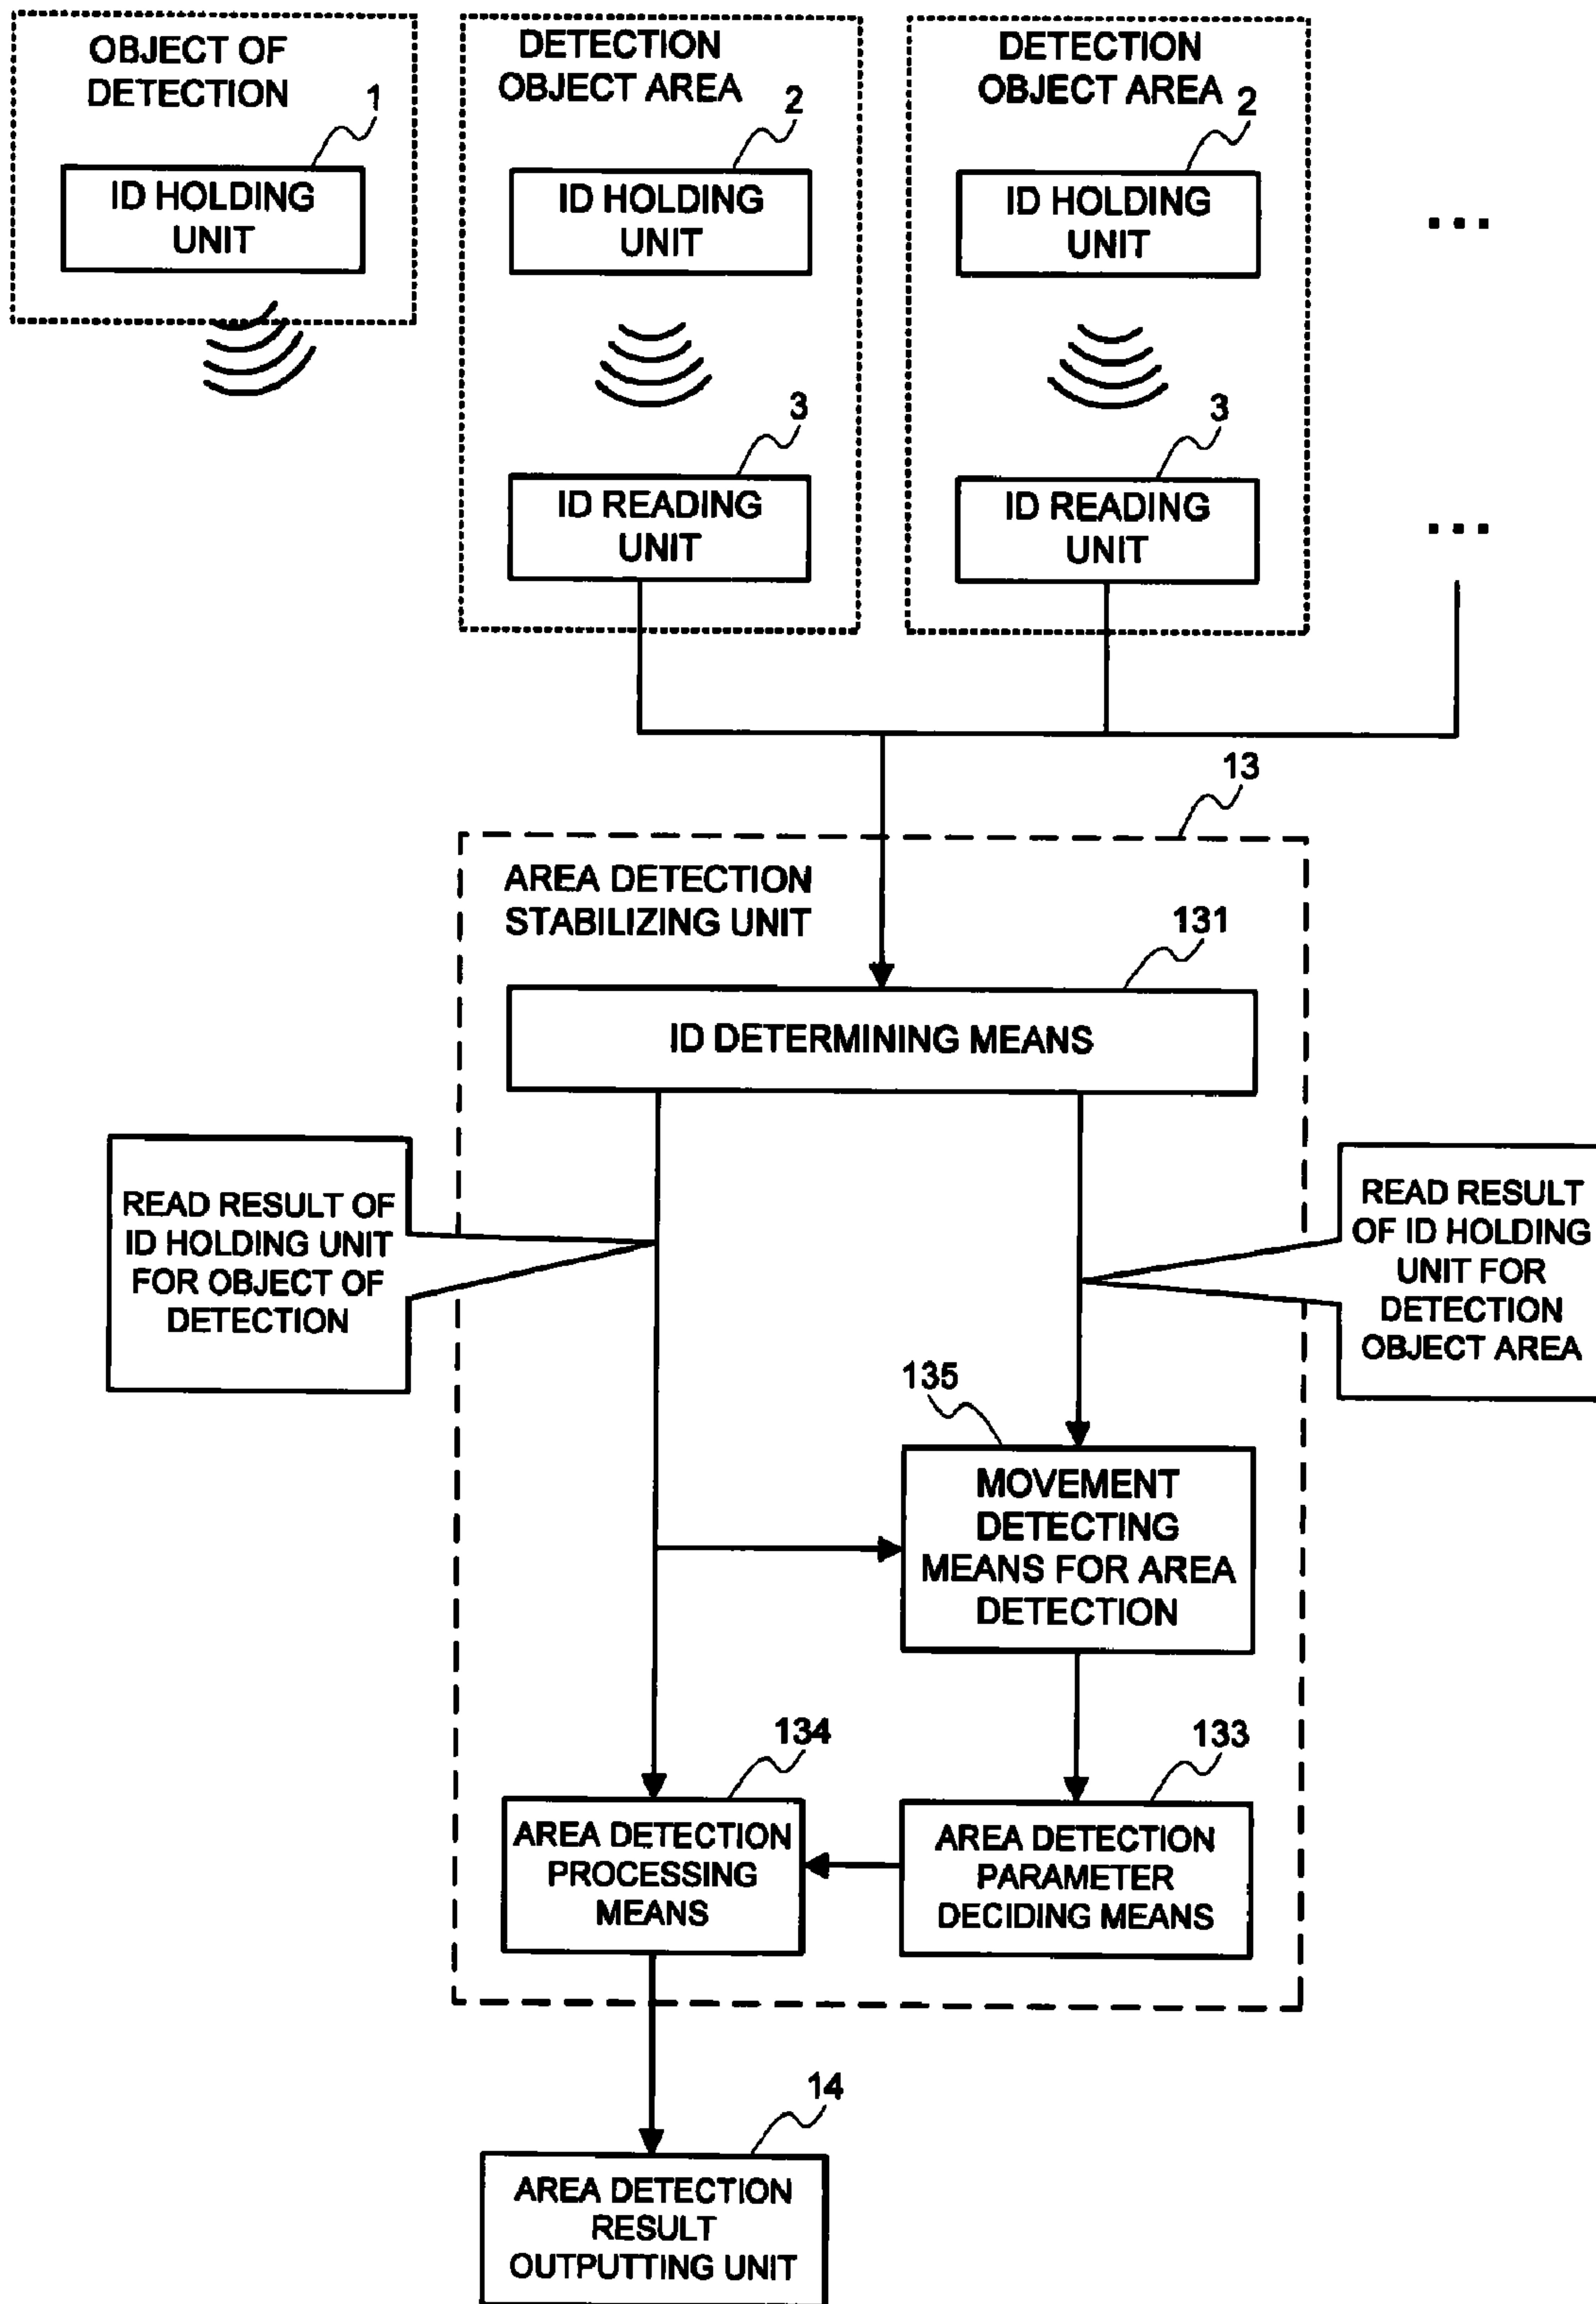 OBJECT OF
DETECTION
1
ID HOLDING
UNIT
DETECTION
OBJECT AREA
2
ID HOLDING
UNIT
3
ID READING
UNIT
DETECTION
OBJECT AREA
2
ID HOLDING
UNIT
3
ID READING
UNIT
...
...
13
AREA DETECTION
STABILIZING UNIT
131
ID DETERMINING MEANS
READ RESULT OF
ID HOLDING UNIT
FOR OBJECT OF
DETECTION
READ RESULT
OF ID HOLDING
UNIT FOR
DETECTION
OBJECT AREA
135
MOVEMENT
DETECTING
MEANS FOR AREA
DETECTION
134
AREA DETECTION
PROCESSING
MEANS
133
AREA DETECTION
PARAMETER
DECIDING MEANS
14
AREA DETECTION
RESULT
OUTPUTTING UNIT